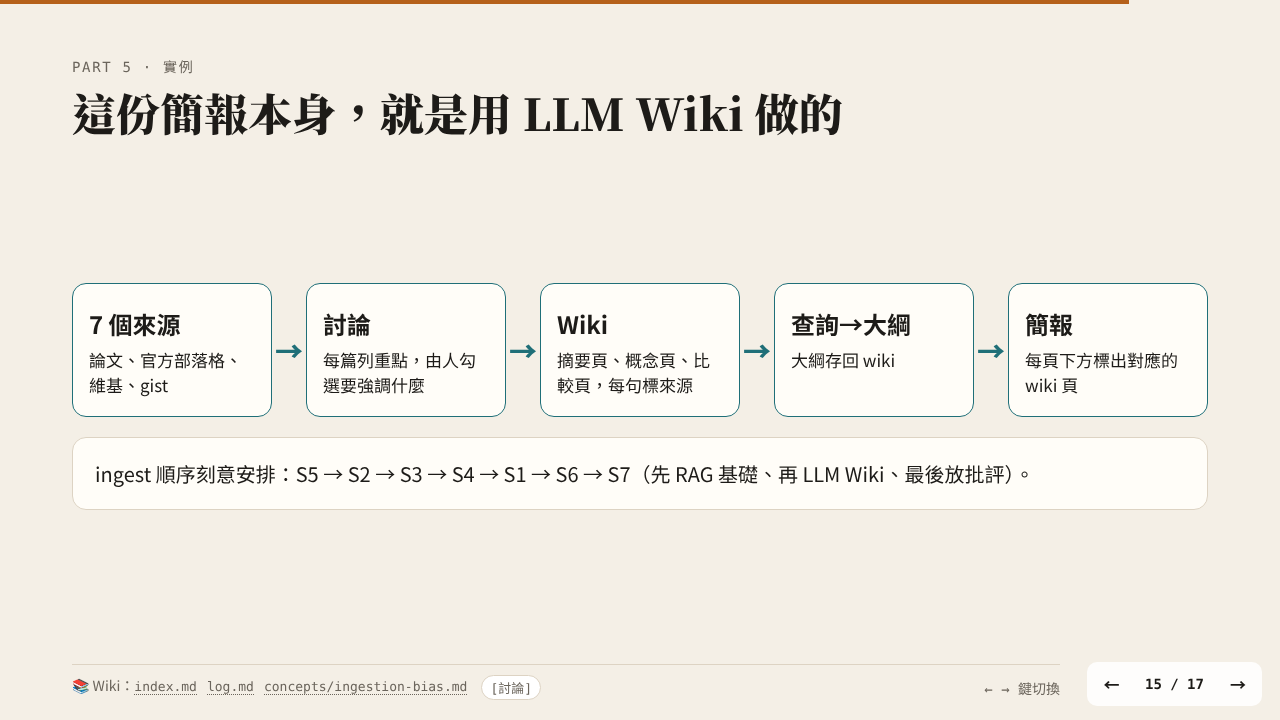 PART 5 · 實例
這份簡報本身，就是用 LLM Wiki 做的
7 個來源
論文、官方部落格、
維基、gist
→
討論
每篇列重點，由人勾
選要強調什麼
→
Wiki
摘要頁、概念頁、比
較頁，每句標來源
→
查詢→大綱
大綱存回 wiki
→
簡報
每頁下方標出對應的
wiki 頁
ingest 順序刻意安排：S5 → S2 → S3 → S4 → S1 → S6 → S7（先 RAG 基礎、再 LLM Wiki、最後放批評）。
📚 Wiki：index.md log.md concepts/ingestion-bias.md [討論]
← → 鍵切換
← 15 / 17 →